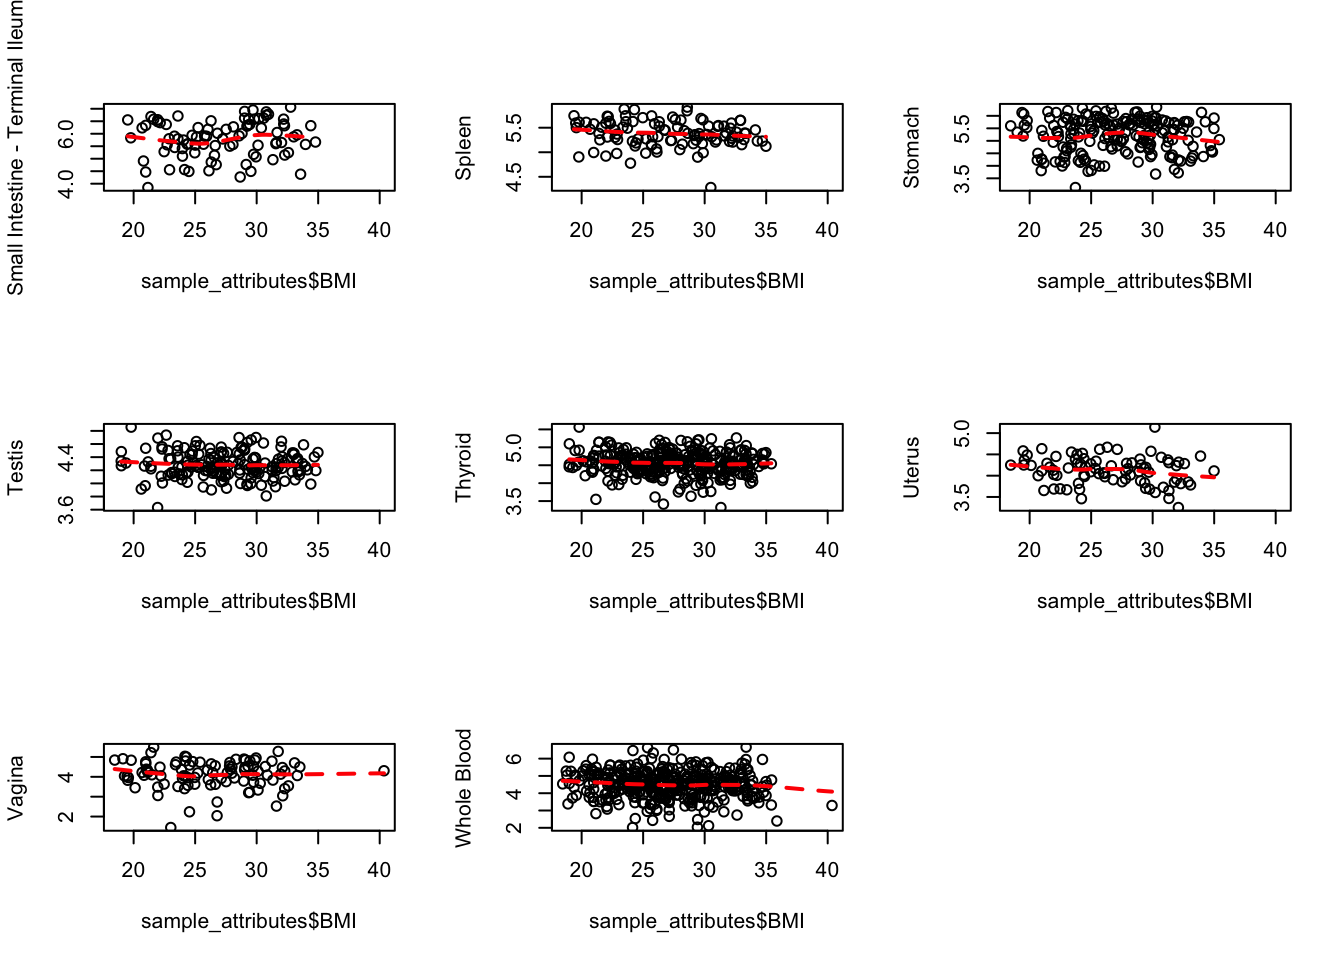 Small Intestine - Terminal Ileum
6.0
4.0
20 25 30 35 40
sample_attributes$BMI
Spleen
5.5
4.5
20 25 30 35 40
sample_attributes$BMI
Stomach
5.5
3.5
20 25 30 35 40
sample_attributes$BMI
Testis
4.4
3.6
20 25 30 35 40
sample_attributes$BMI
Thyroid
5.0
3.5
20 25 30 35 40
sample_attributes$BMI
Uterus
5.0
3.5
20 25 30 35 40
sample_attributes$BMI
Vagina
4
2
20 25 30 35 40
sample_attributes$BMI
Whole Blood
6
4
2
20 25 30 35 40
sample_attributes$BMI